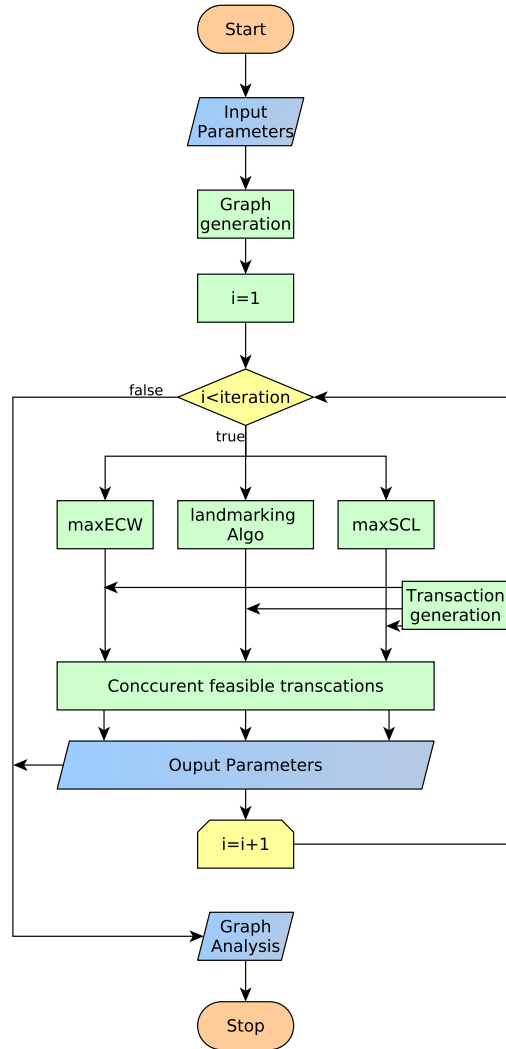 Start
Input
Parameters
Graph
generation
i=1
i<iteration
false
true
maxECW
landmarking
Algo
maxSCL
Transaction
generation
Conccurent feasible transcations
Ouput Parameters
i=i+1
Graph
Analysis
Stop